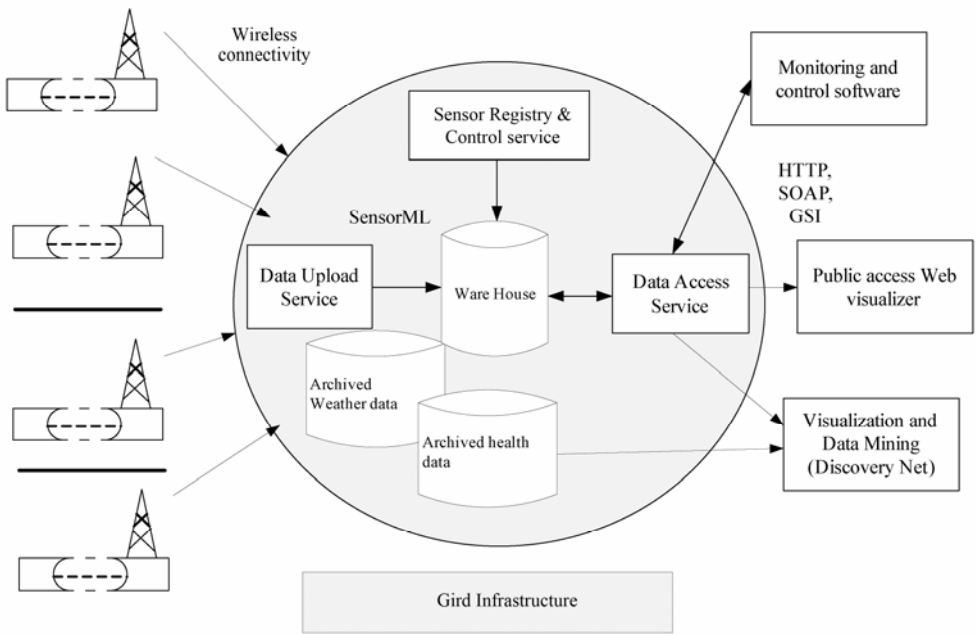 Wireless
connectivity
Monitoring and
control software
Sensor Registry &
Control service
HTTP,
SOAP,
GSI
SensorML
Data Upload
Service
Ware House
Data Access
Service
Public access Web
visualizer
Archived
Weather data
Archived health
data
Visualization and
Data Mining
(Discovery Net)
Gird Infrastructure